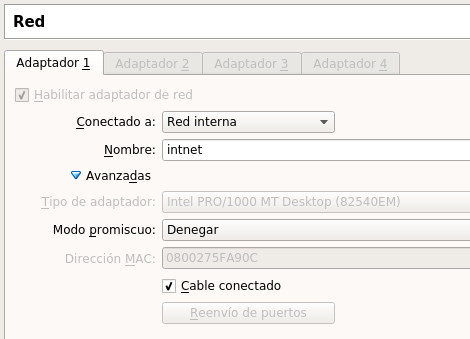 Red
Adaptador 1 Adaptador 2 Adaptador 3 Adaptador 4
Habilitar adaptador de red
Conectado a: Red interna
Nombre: intnet
Avanzadas
Tipo de adaptador: Intel PRO/1000 MT Desktop (82540EM)
Modo promiscuo: Denegar
Dirección MAC: 0800275FA90C
Cable conectado
Reenvío de puertos